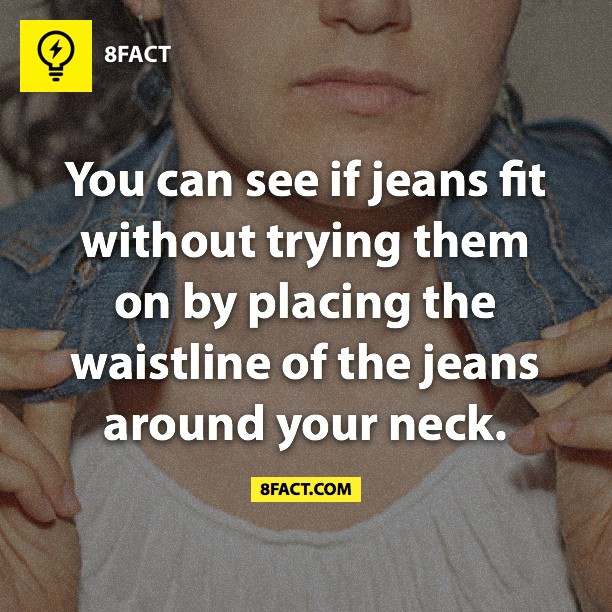 8FACT
You can see if jeans fit
without trying them
on by placing the
waistline of the jeans
around your neck.
8FACT.COM